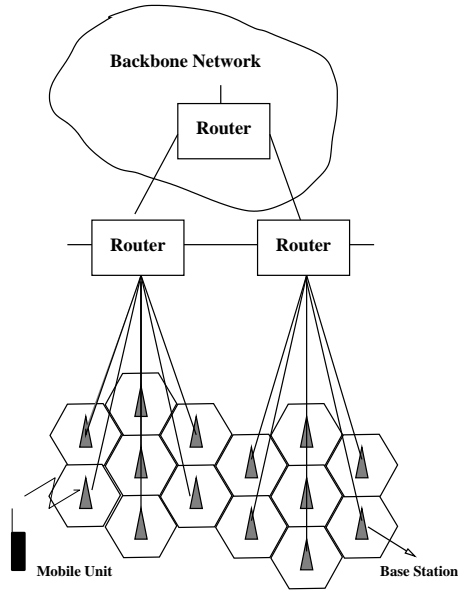 Backbone Network
Router
Router
Router
Mobile Unit
Base Station